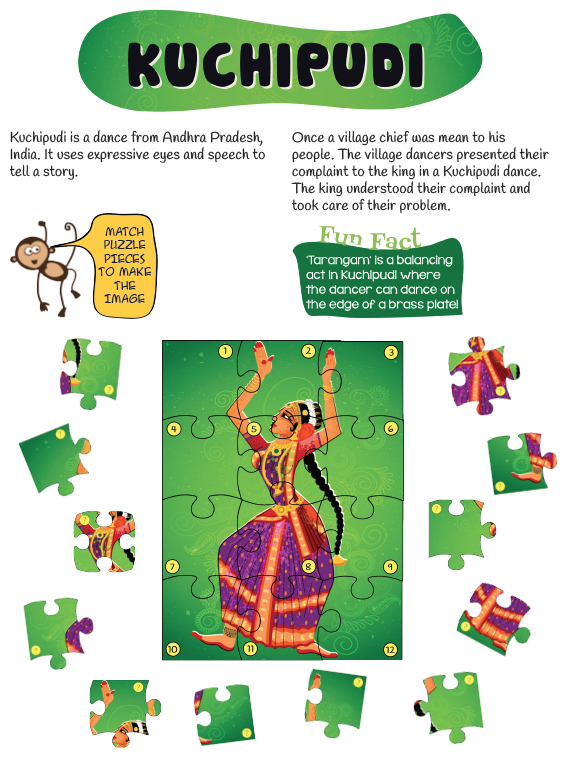 KUCHIPUDI
Kuchipudi is a dance from Andhra Pradesh,
India. It uses expressive eyes and speech to
tell a story.
Once a village chief was mean to his
people. The village dancers presented their
complaint to the king in a Kuchipudi dance.
The king understood their complaint and
took care of their problem.
MATCH
PUZZLE
PIECES
TO MAKE
THE
IMAGE
Fun Fact
'Tarangam' is a balancing
act in Kuchipudi where
the dancer can dance on
the edge of a brass plate!
1 2 3
4 5 6
7 8 9
10 11 12
?
?
?
?
?
?
?
?
?
?
?
?